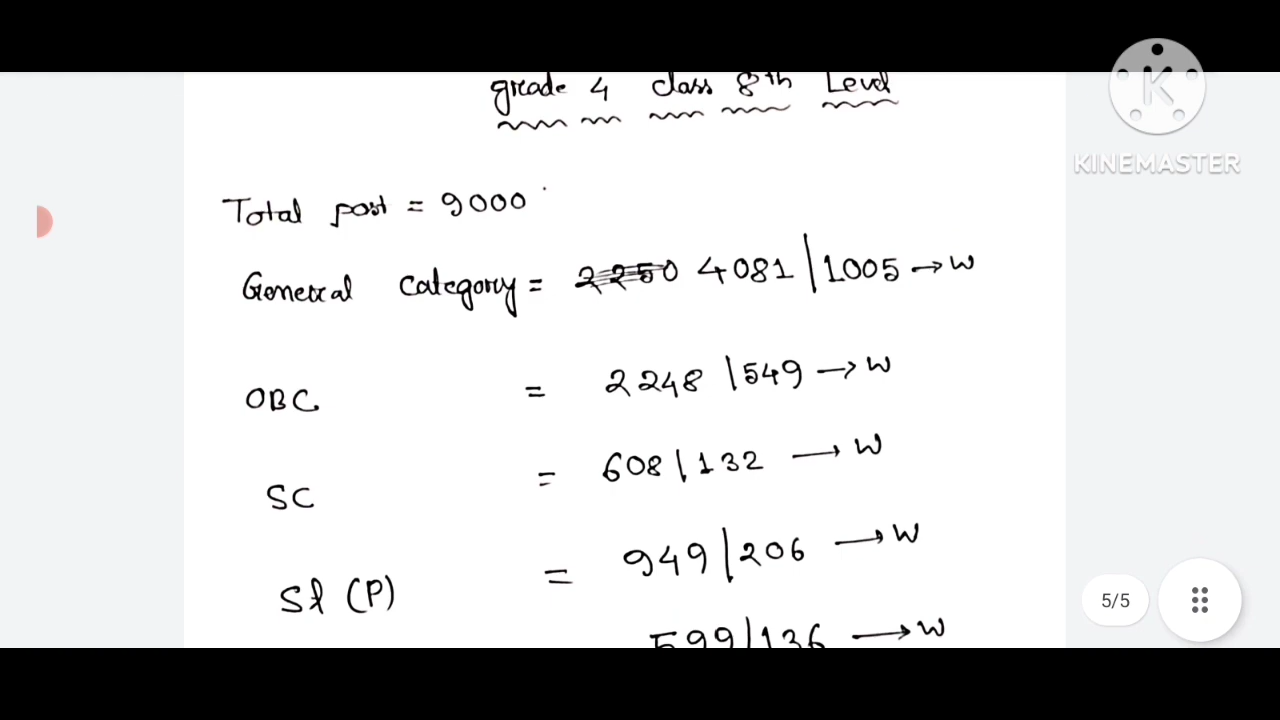 grade 4 class 8th Level
KINEMASTER
Total post = 9000
General category = 2250 4081 | 1005 → W
OBC = 2248 | 549 → W
SC = 608 | 132 → W
St (P) = 949 | 206 → W
599 | 136 → W
5/5